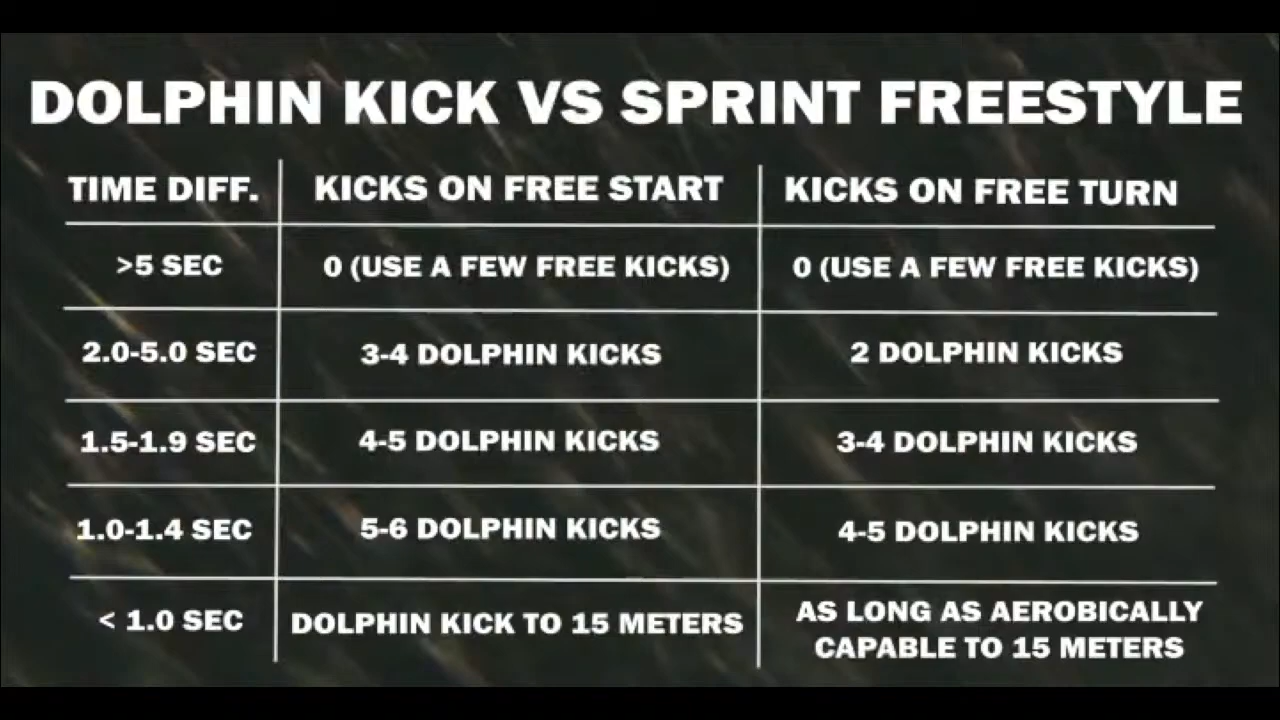 DOLPHIN KICK VS SPRINT FREESTYLE
TIME DIFF. KICKS ON FREE START KICKS ON FREE TURN
>5 SEC 0 (USE A FEW FREE KICKS) 0 (USE A FEW FREE KICKS)
2.0-5.0 SEC 3-4 DOLPHIN KICKS 2 DOLPHIN KICKS
1.5-1.9 SEC 4-5 DOLPHIN KICKS 3-4 DOLPHIN KICKS
1.0-1.4 SEC 5-6 DOLPHIN KICKS 4-5 DOLPHIN KICKS
< 1.0 SEC DOLPHIN KICK TO 15 METERS AS LONG AS AEROBICALLY
CAPABLE TO 15 METERS